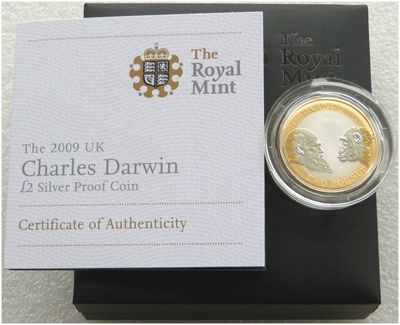 The
Royal
Mint
The 2009 UK
Charles Darwin
£2 Silver Proof Coin
Certificate of Authenticity
The
Royal
Mint
DARWIN
TWO POUNDS